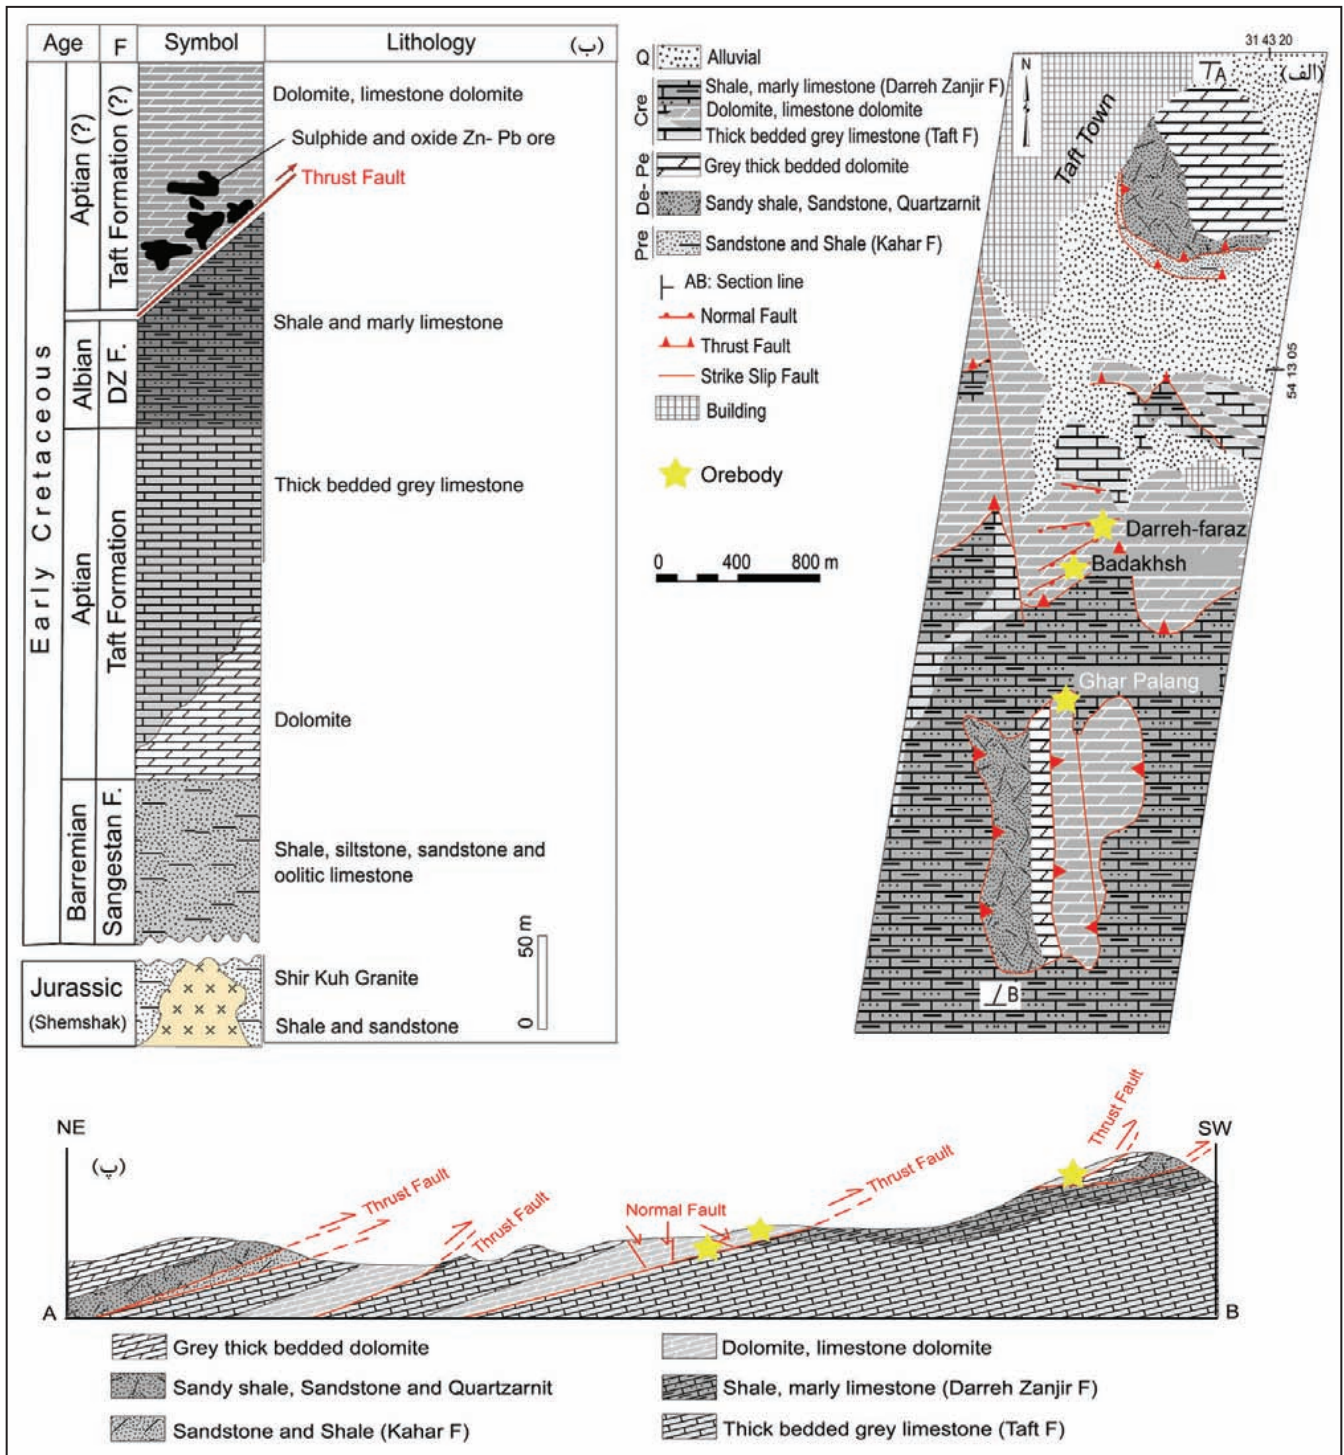 Age F Symbol Lithology (ب)
Early Cretaceous
Aptian (?)
Taft Formation (?)
Dolomite, limestone dolomite
Sulphide and oxide Zn- Pb ore
Thrust Fault
Albian
DZ F.
Shale and marly limestone
Aptian
Taft Formation
Thick bedded grey limestone
Dolomite
Barremian
Sangestan F.
Shale, siltstone, sandstone and
oolitic limestone
50 m
0
Jurassic
(Shemshak)
Shir Kuh Granite
Shale and sandstone
Q Alluvial
Cre
Shale, marly limestone (Darreh Zanjir F)
Dolomite, limestone dolomite
Thick bedded grey limestone (Taft F)
De- Pe Grey thick bedded dolomite
Sandy shale, Sandstone, Quartzarnit
Pre Sandstone and Shale (Kahar F)
AB: Section line
Normal Fault
Thrust Fault
Strike Slip Fault
Building
Orebody
0 400 800 m
31 43 20
N
A
(الف)
Taft Town
54 13 05
Darreh-faraz
Badakhsh
Ghar Palang
B
NE
SW
(پ)
Thrust Fault
Thrust Fault
Normal Fault
Thrust Fault
Thrust Fault
A
B
Grey thick bedded dolomite
Sandy shale, Sandstone and Quartzarnit
Sandstone and Shale (Kahar F)
Dolomite, limestone dolomite
Shale, marly limestone (Darreh Zanjir F)
Thick bedded grey limestone (Taft F)